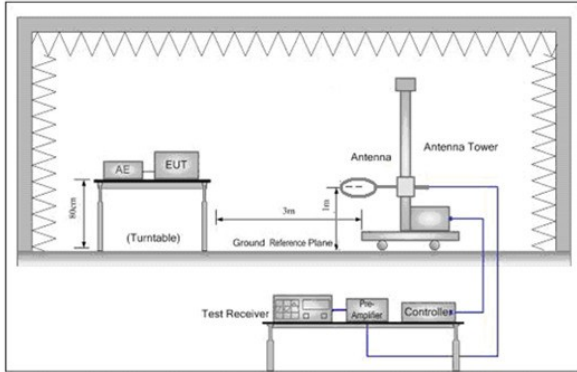 Antenna Tower
Antenna
EUT
AE
80cm
3m
1m
(Turntable)
Ground Reference Plane
Test Receiver
Pre-
Amplifier
Controller